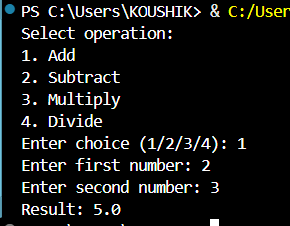 PS C:\Users\KOUSHIK> & C:/User
Select operation:
1. Add
2. Subtract
3. Multiply
4. Divide
Enter choice (1/2/3/4): 1
Enter first number: 2
Enter second number: 3
Result: 5.0